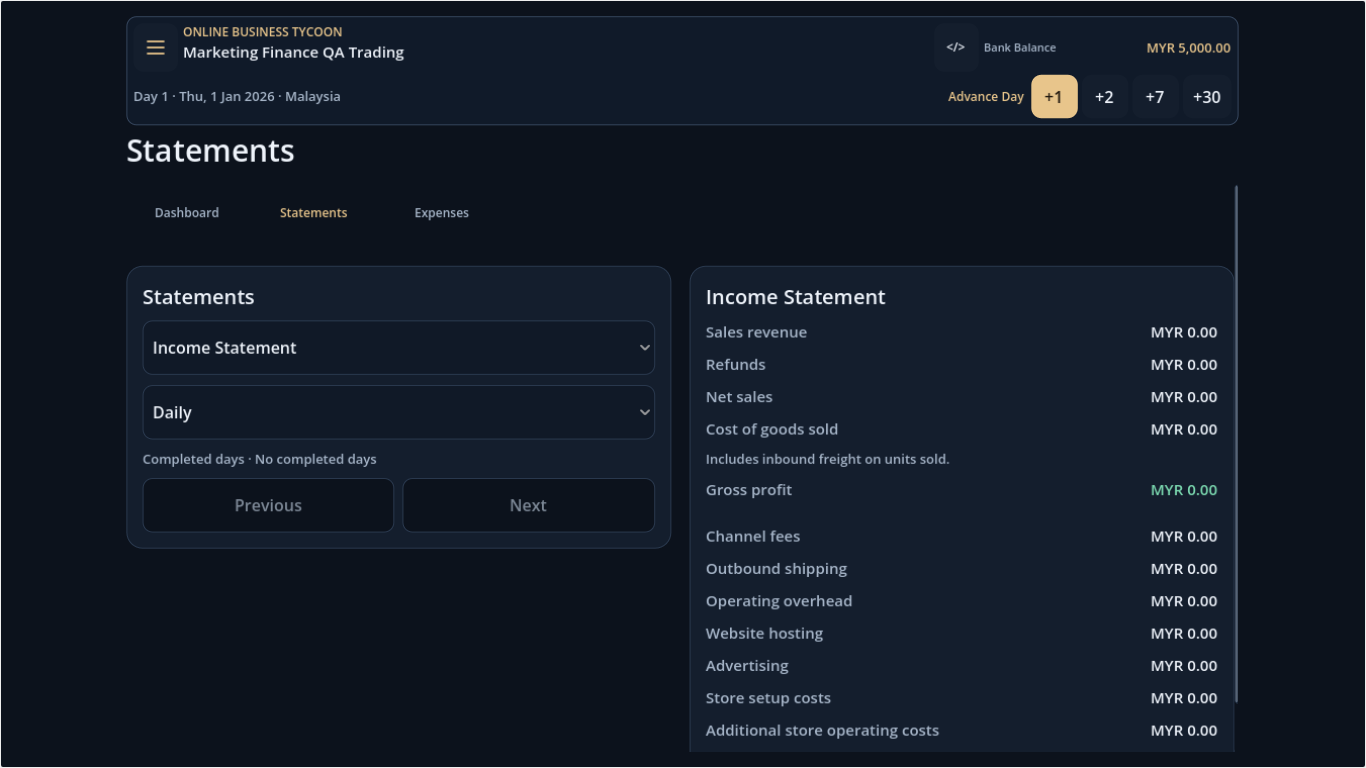 ONLINE BUSINESS TYCOON
Marketing Finance QA Trading
</> Bank Balance MYR 5,000.00
Day 1 · Thu, 1 Jan 2026 · Malaysia
Advance Day +1 +2 +7 +30
Statements
Dashboard Statements Expenses
Statements
Income Statement
Daily
Completed days · No completed days
Previous Next
Income Statement
Sales revenue MYR 0.00
Refunds MYR 0.00
Net sales MYR 0.00
Cost of goods sold MYR 0.00
Includes inbound freight on units sold.
Gross profit MYR 0.00
Channel fees MYR 0.00
Outbound shipping MYR 0.00
Operating overhead MYR 0.00
Website hosting MYR 0.00
Advertising MYR 0.00
Store setup costs MYR 0.00
Additional store operating costs MYR 0.00